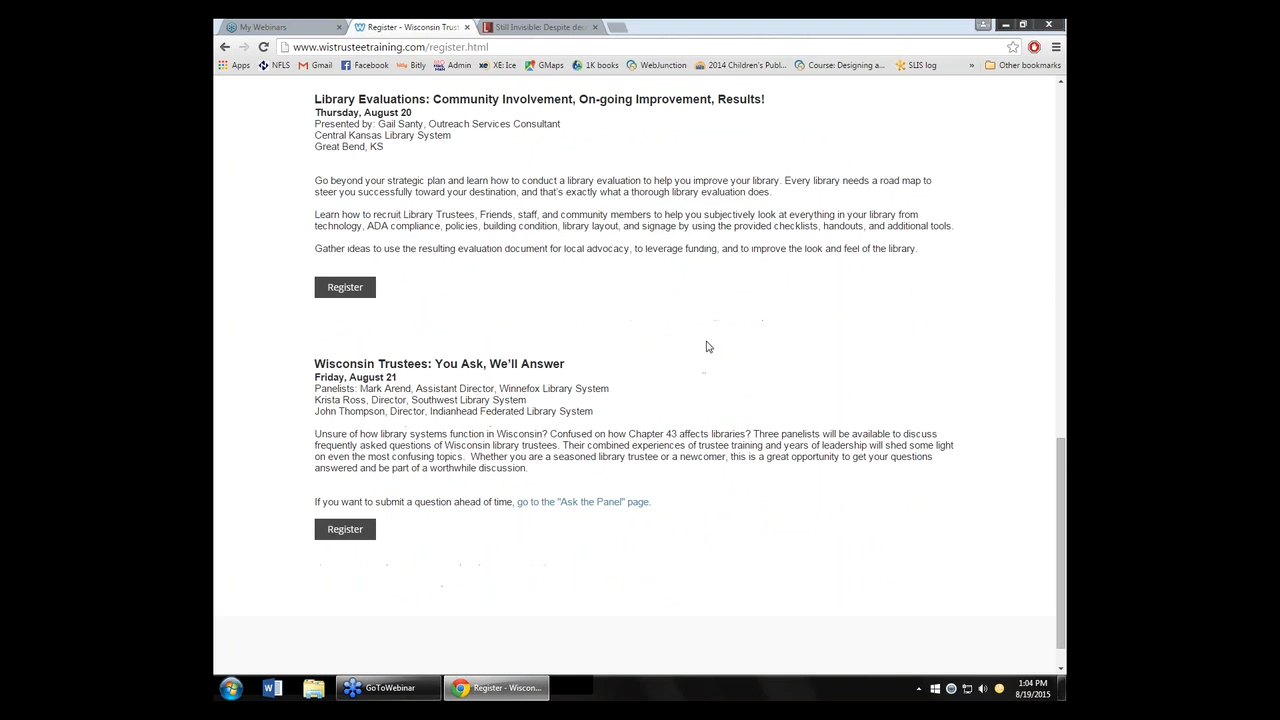 My Webinars
Register - Wisconsin Trust
Still Invisible: Despite dec
www.wistrusteetraining.com/register.html
Apps NFLS Gmail Facebook Bitly Admin XE: Ice GMaps 1K books WebJunction 2014 Children's Publ... Course: Designing a... SLIS log » Other bookmarks
Library Evaluations: Community Involvement, On-going Improvement, Results!
Thursday, August 20
Presented by: Gail Santy, Outreach Services Consultant
Central Kansas Library System
Great Bend, KS
Go beyond your strategic plan and learn how to conduct a library evaluation to help you improve your library. Every library needs a road map to
steer you successfully toward your destination, and that's exactly what a thorough library evaluation does.
Learn how to recruit Library Trustees, Friends, staff, and community members to help you subjectively look at everything in your library from
technology, ADA compliance, policies, building condition, library layout, and signage by using the provided checklists, handouts, and additional tools.
Gather ideas to use the resulting evaluation document for local advocacy, to leverage funding, and to improve the look and feel of the library.
Register
Wisconsin Trustees: You Ask, We'll Answer
Friday, August 21
Panelists: Mark Arend, Assistant Director, Winnefox Library System
Krista Ross, Director, Southwest Library System
John Thompson, Director, Indianhead Federated Library System
Unsure of how library systems function in Wisconsin? Confused on how Chapter 43 affects libraries? Three panelists will be available to discuss
frequently asked questions of Wisconsin library trustees. Their combined experiences of trustee training and years of leadership will shed some light
on even the most confusing topics. Whether you are a seasoned library trustee or a newcomer, this is a great opportunity to get your questions
answered and be part of a worthwhile discussion.
If you want to submit a question ahead of time, go to the "Ask the Panel" page.
Register
GoToWebinar
Register - Wiscon...
1:04 PM
8/19/2015